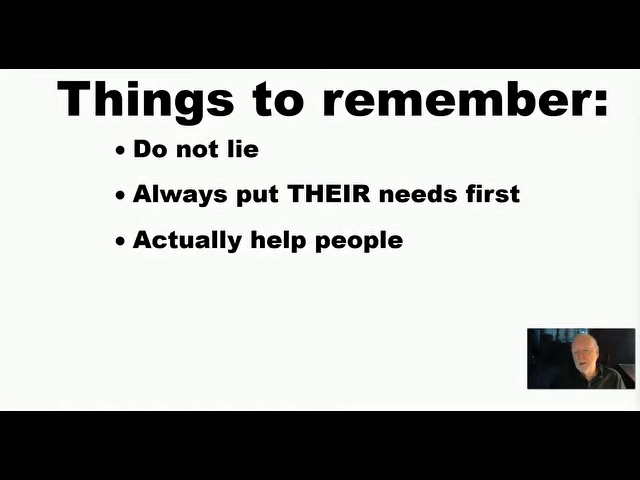 Things to remember:
• Do not lie
• Always put THEIR needs first
• Actually help people